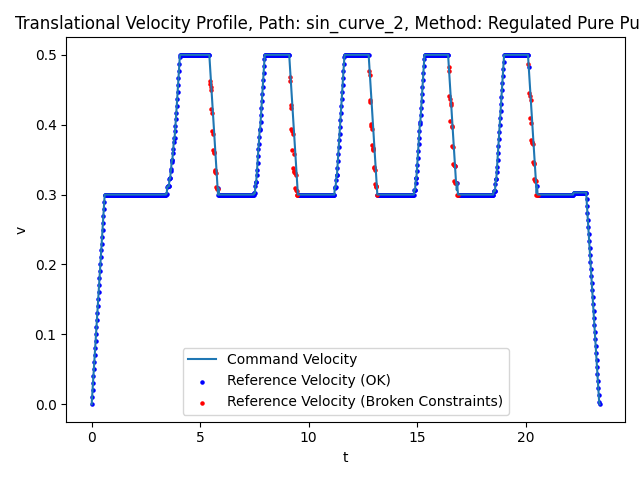 Translational Velocity Profile, Path: sin_curve_2, Method: Regulated Pure Pu
0.5
0.4
0.3
0.2
0.1
0.0
v
Command Velocity
Reference Velocity (OK)
Reference Velocity (Broken Constraints)
0 5 10 15 20
t